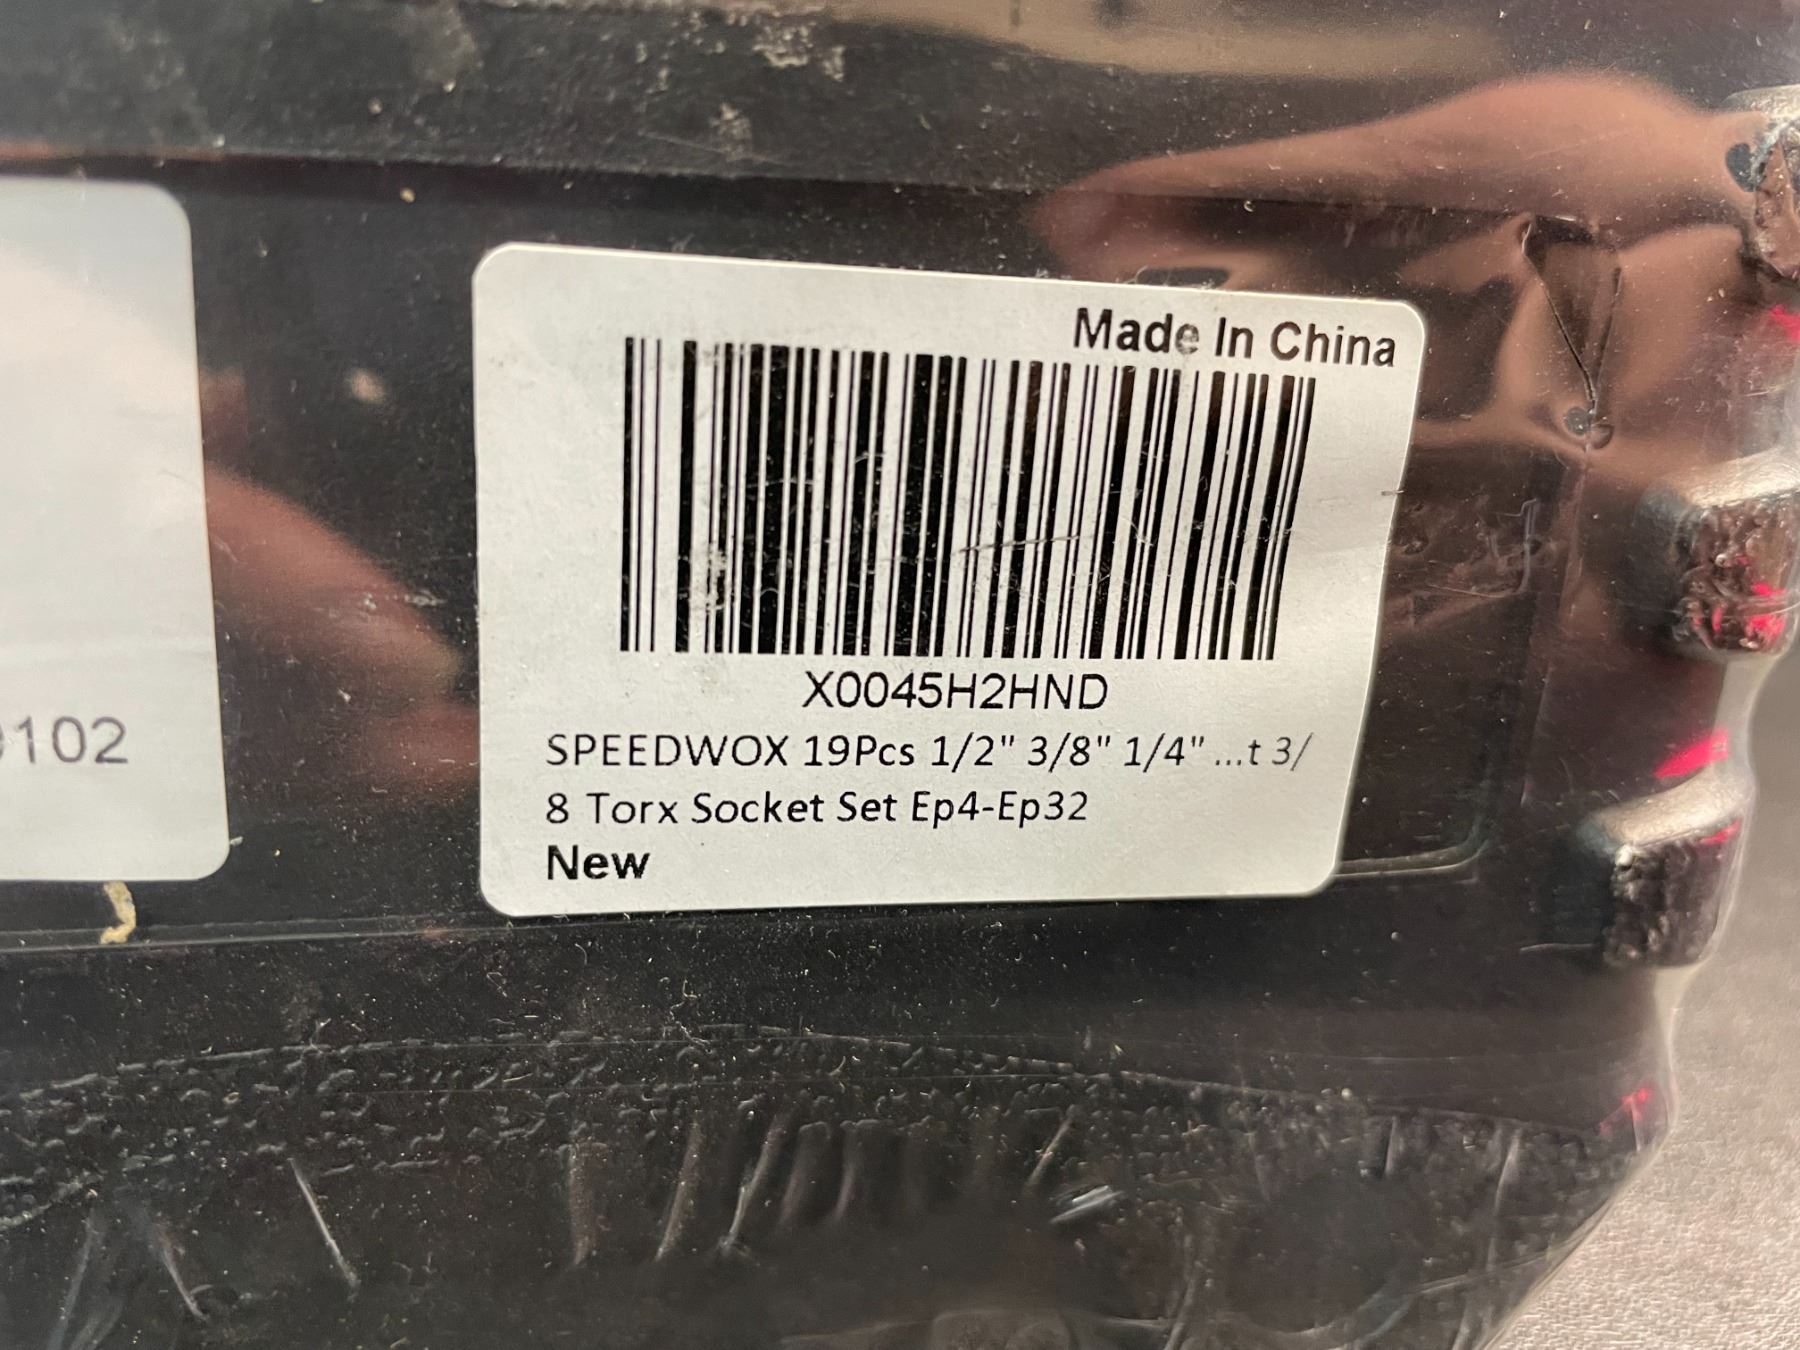 Made In China
X0045H2HND
SPEEDWOX 19Pcs 1/2" 3/8" 1/4" ...t 3/
8 Torx Socket Set Ep4-Ep32
New
102